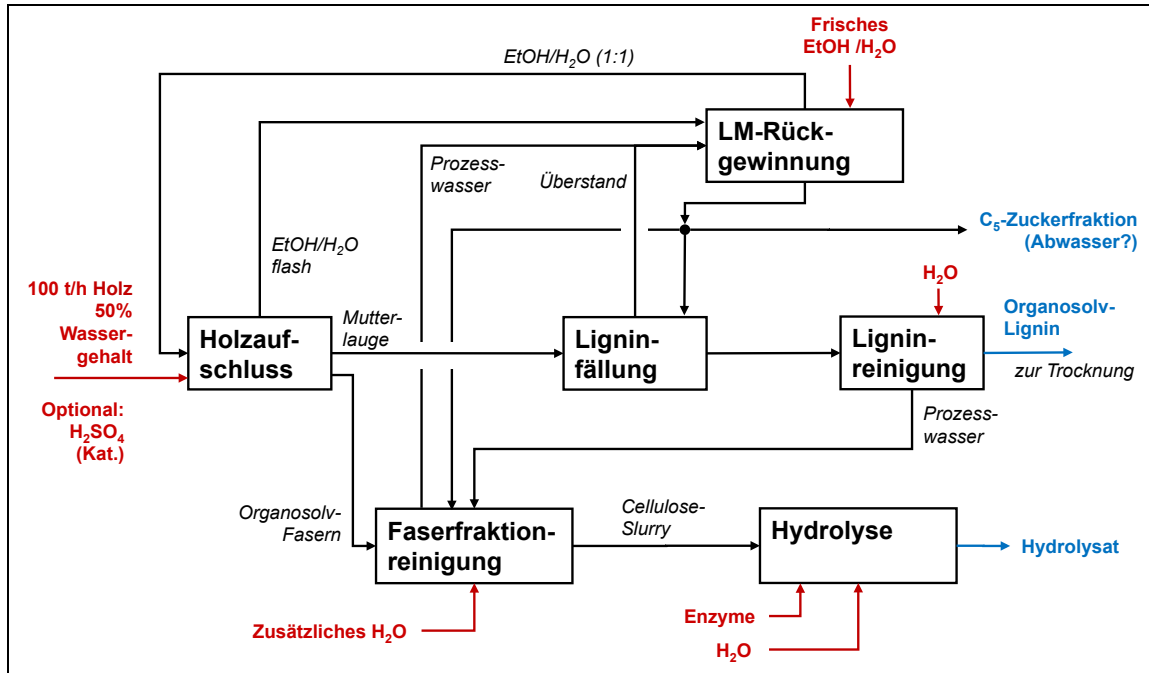 Frisches
EtOH /H₂O
EtOH/H₂O (1:1)
LM-Rück-
gewinnung
Prozess-
wasser
Überstand
C₅-Zuckerfraktion
(Abwasser?)
EtOH/H₂O
flash
H₂O
100 t/h Holz
50%
Wasser-
gehalt
Holzauf-
schluss
Mutter-
lauge
Lignin-
fällung
Lignin-
reinigung
Organosolv-
Lignin
zur Trocknung
Optional:
H₂SO₄
(Kat.)
Prozess-
wasser
Organosolv-
Fasern
Faserfraktion-
reinigung
Cellulose-
Slurry
Hydrolyse
Hydrolysat
Zusätzliches H₂O
Enzyme
H₂O